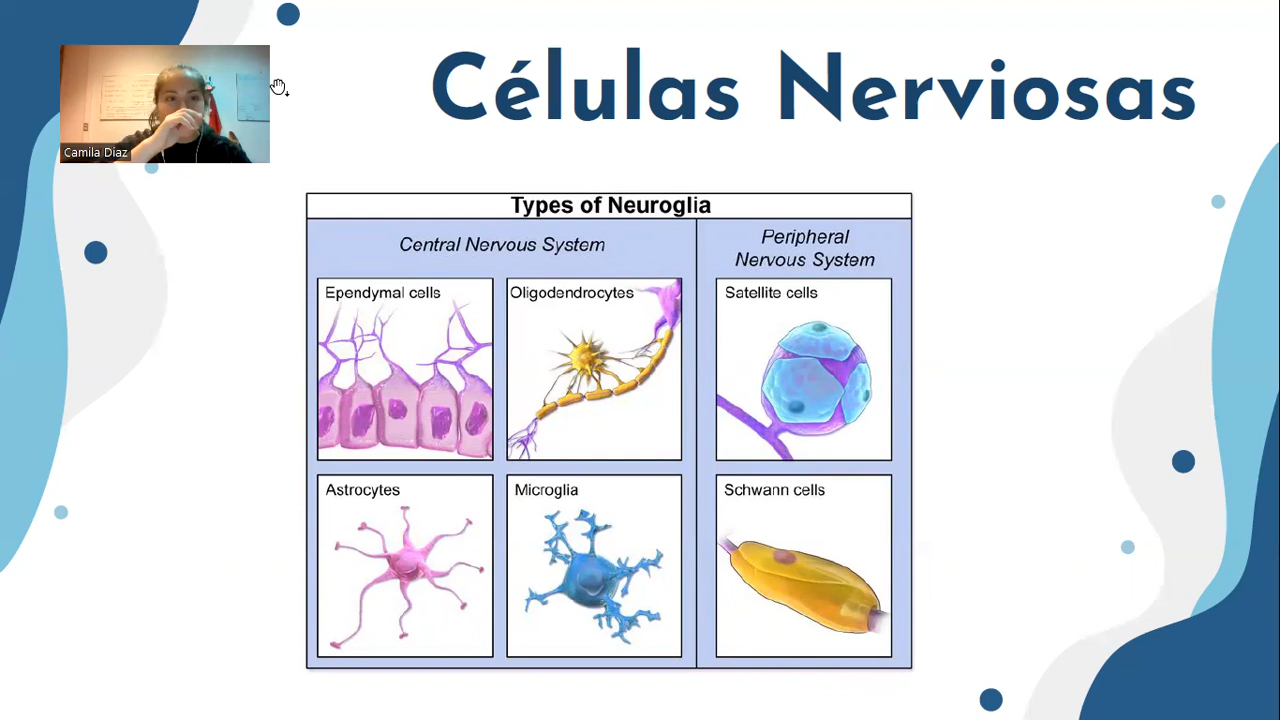 Células Nerviosas
Camila Diaz
Types of Neuroglia
Central Nervous System
Peripheral
Nervous System
Ependymal cells
Oligodendrocytes
Satellite cells
Astrocytes
Microglia
Schwann cells